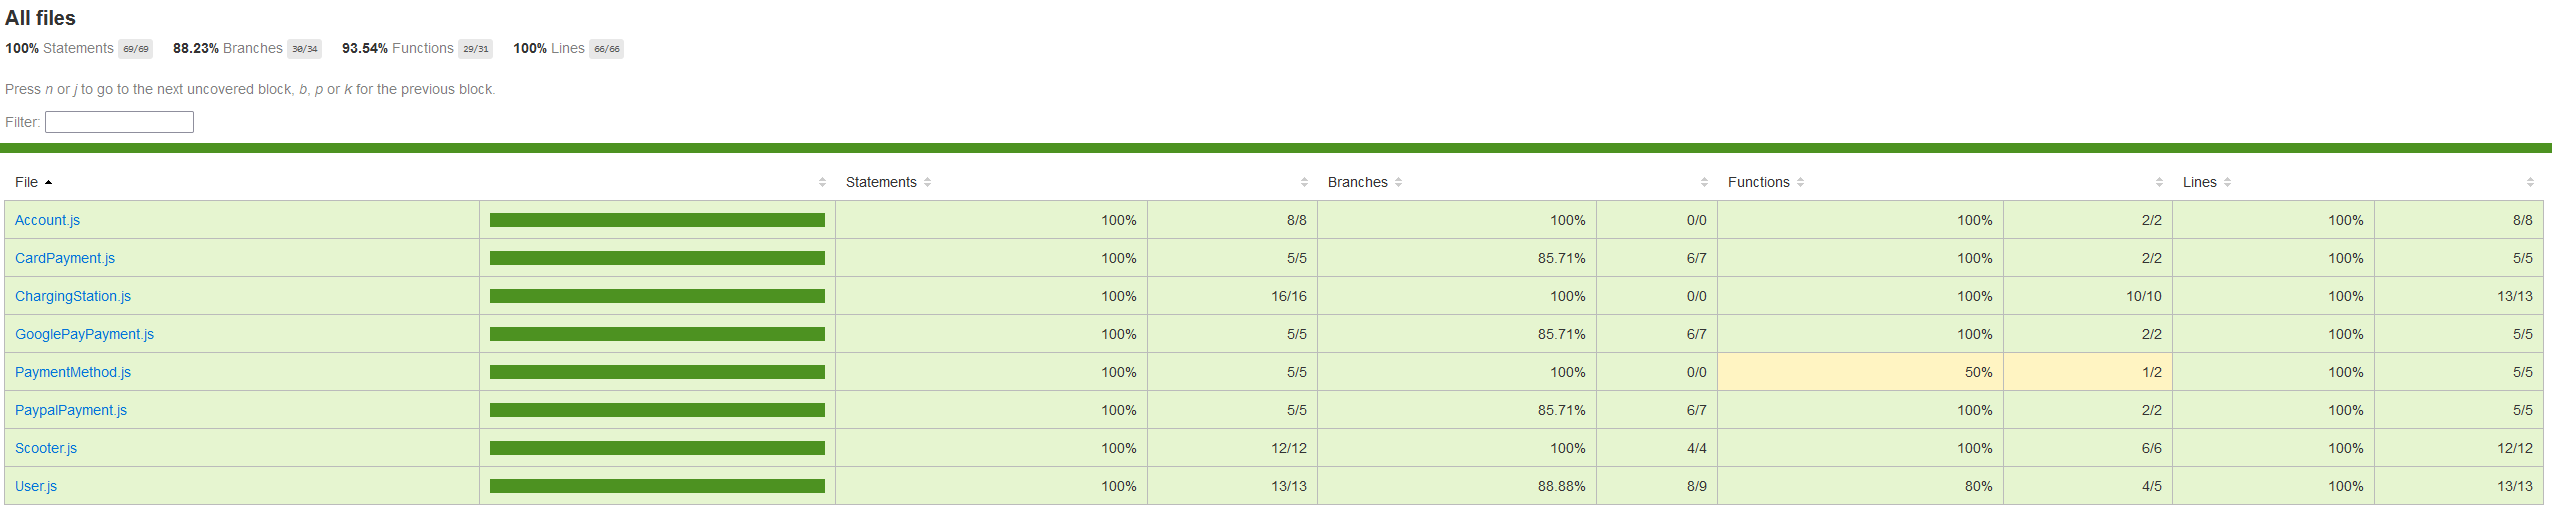 All files
100% Statements 69/69 88.23% Branches 30/34 93.54% Functions 29/31 100% Lines 66/66
Press n or j to go to the next uncovered block, b, p or k for the previous block.
Filter:
File Statements Branches Functions Lines
Account.js 100% 8/8 100% 0/0 100% 2/2 100% 8/8
CardPayment.js 100% 5/5 85.71% 6/7 100% 2/2 100% 5/5
ChargingStation.js 100% 16/16 100% 0/0 100% 10/10 100% 13/13
GooglePayPayment.js 100% 5/5 85.71% 6/7 100% 2/2 100% 5/5
PaymentMethod.js 100% 5/5 100% 0/0 50% 1/2 100% 5/5
PaypalPayment.js 100% 5/5 85.71% 6/7 100% 2/2 100% 5/5
Scooter.js 100% 12/12 100% 4/4 100% 6/6 100% 12/12
User.js 100% 13/13 88.88% 8/9 80% 4/5 100% 13/13